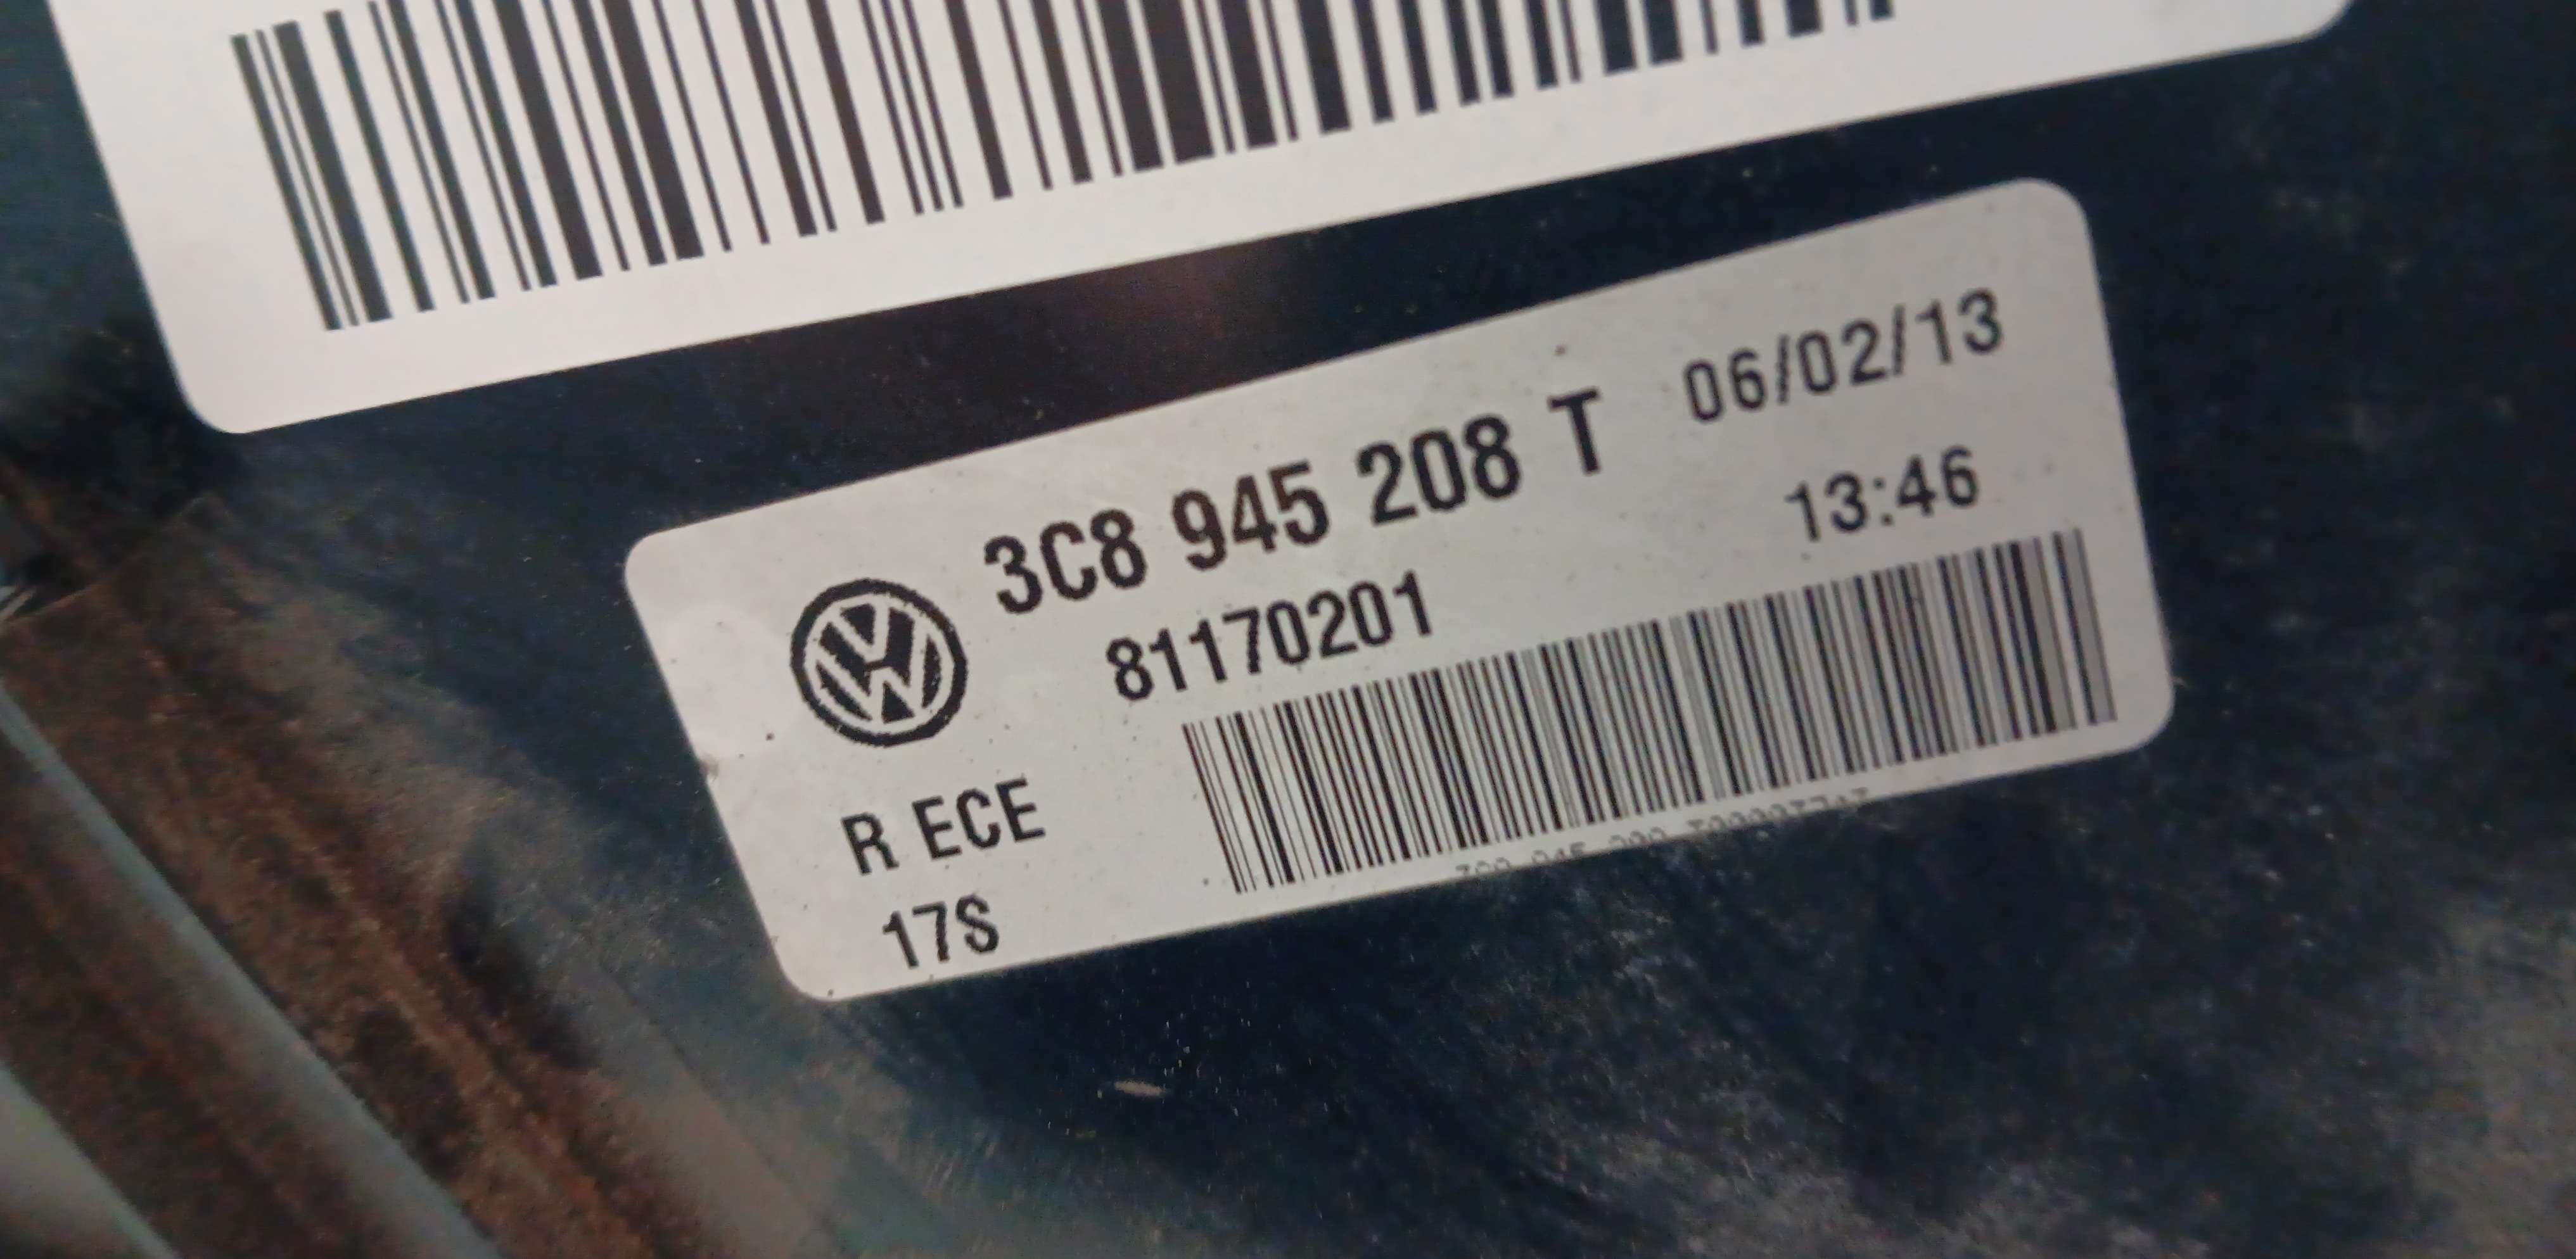 3C8 945 208 T 06/02/13
81170201 13:46
R ECE
17S